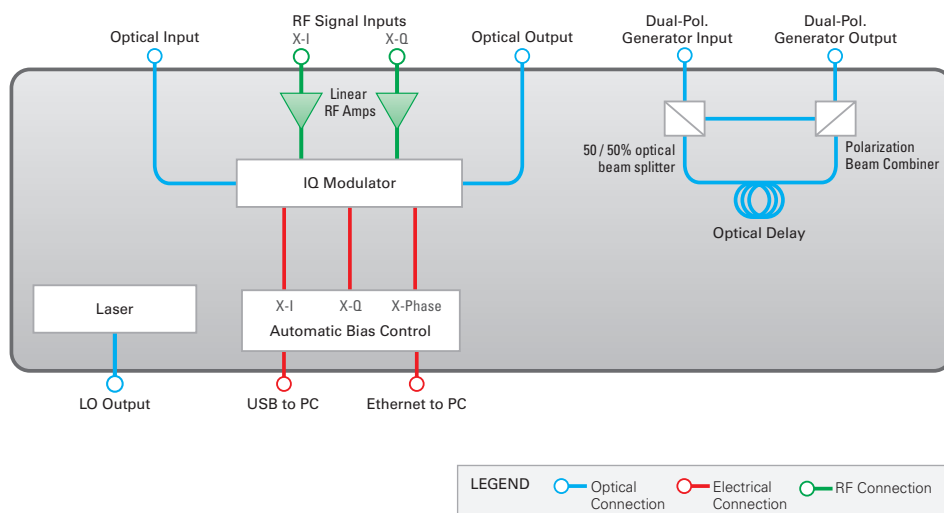 RF Signal Inputs
Optical Input
X-I
X-Q
Optical Output
Dual-Pol.
Generator Input
Dual-Pol.
Generator Output
Linear
RF Amps
50 / 50% optical
beam splitter
Polarization
Beam Combiner
IQ Modulator
Optical Delay
Laser
X-I
X-Q
X-Phase
Automatic Bias Control
LO Output
USB to PC
Ethernet to PC
LEGEND
Optical
Connection
Electrical
Connection
RF Connection